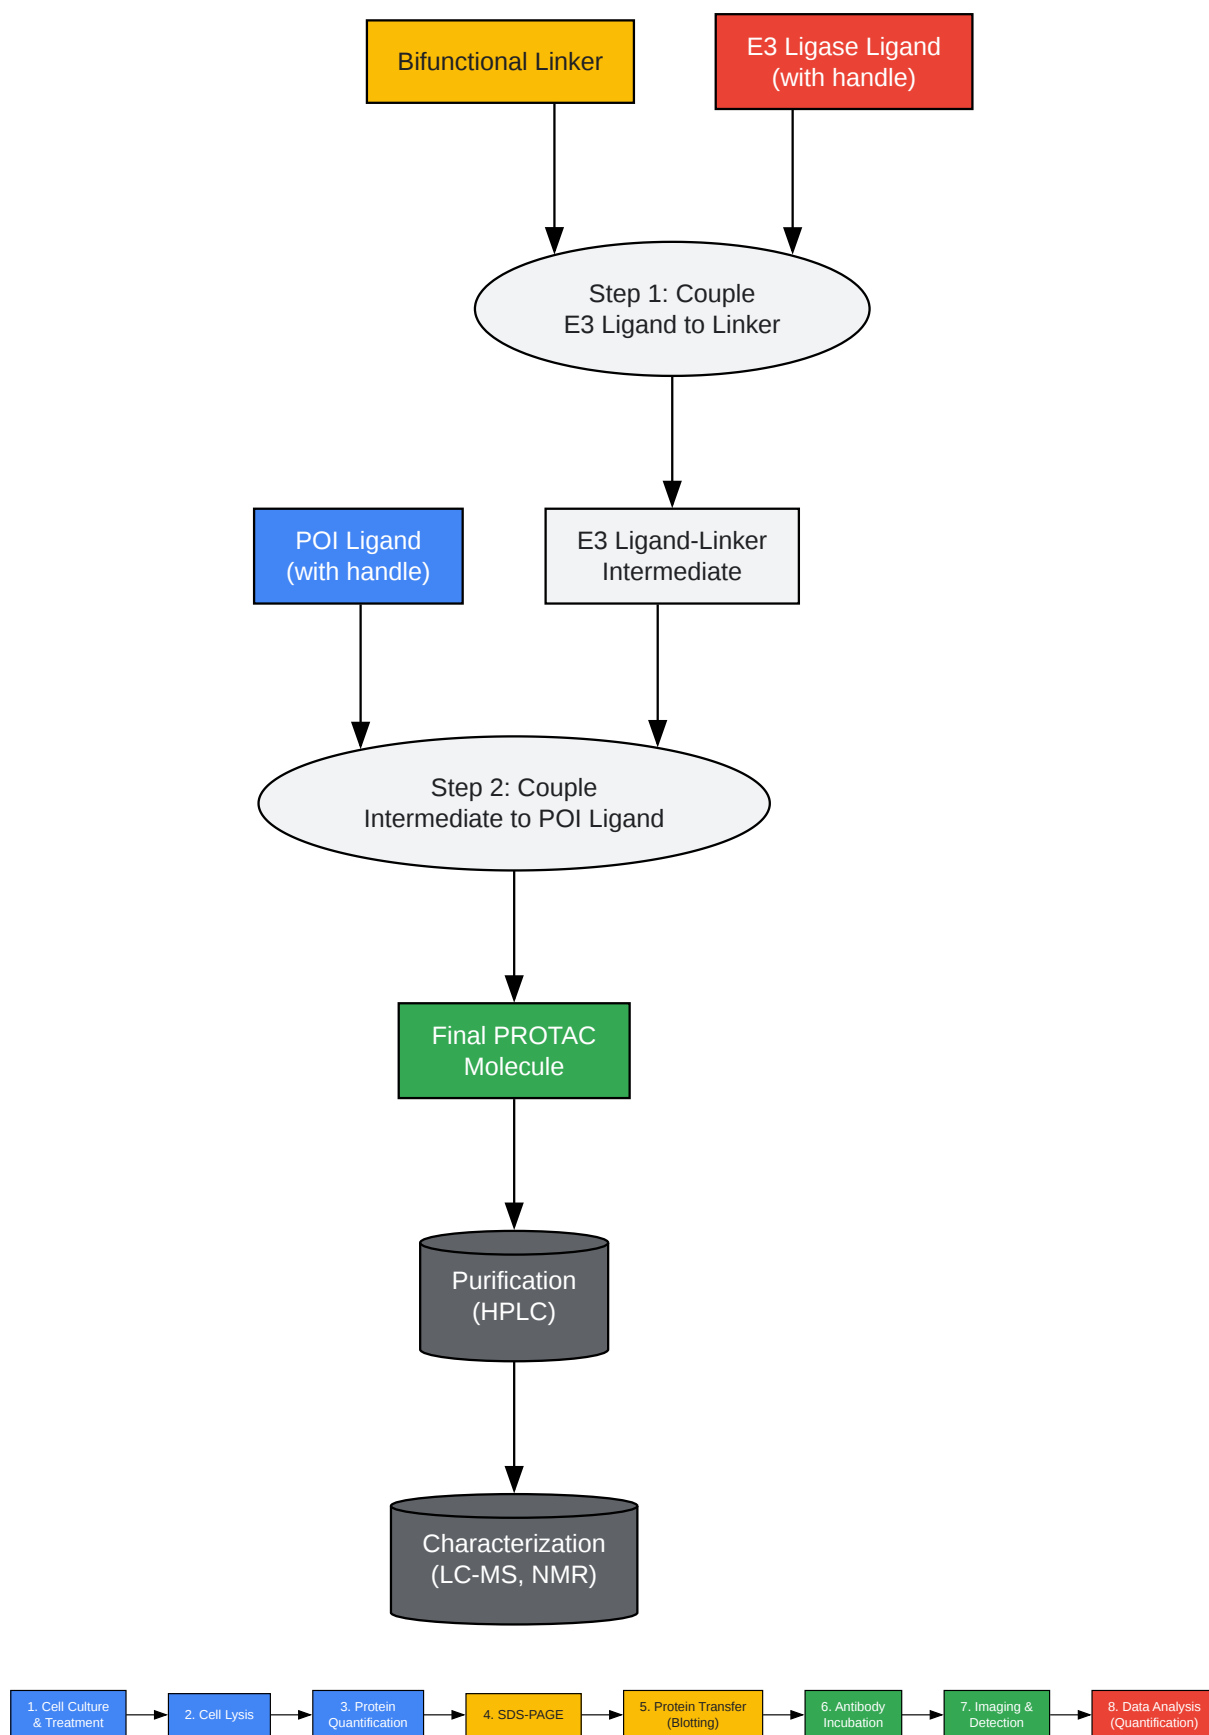 Bifunctional Linker
E3 Ligase Ligand
(with handle)
Step 1: Couple
E3 Ligand to Linker
POI Ligand
(with handle)
E3 Ligand-Linker
Intermediate
Step 2: Couple
Intermediate to POI Ligand
Final PROTAC
Molecule
Purification
(HPLC)
Characterization
(LC-MS, NMR)
1. Cell Culture
& Treatment
2. Cell Lysis
3. Protein
Quantification
4. SDS-PAGE
5. Protein Transfer
(Blotting)
6. Antibody
Incubation
7. Imaging &
Detection
8. Data Analysis
(Quantification)